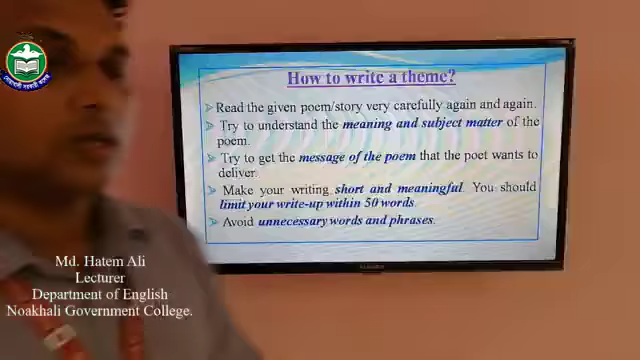 How to write a theme?
Read the given poem/story very carefully again and again.
Try to understand the meaning and subject matter of the
poem.
Try to get the message of the poem that the poet wants to
deliver.
Make your writing short and meaningful. You should
limit your write-up within 50 words.
Avoid unnecessary words and phrases.
Md. Hatem Ali
Lecturer
Department of English
Noakhali Government College.